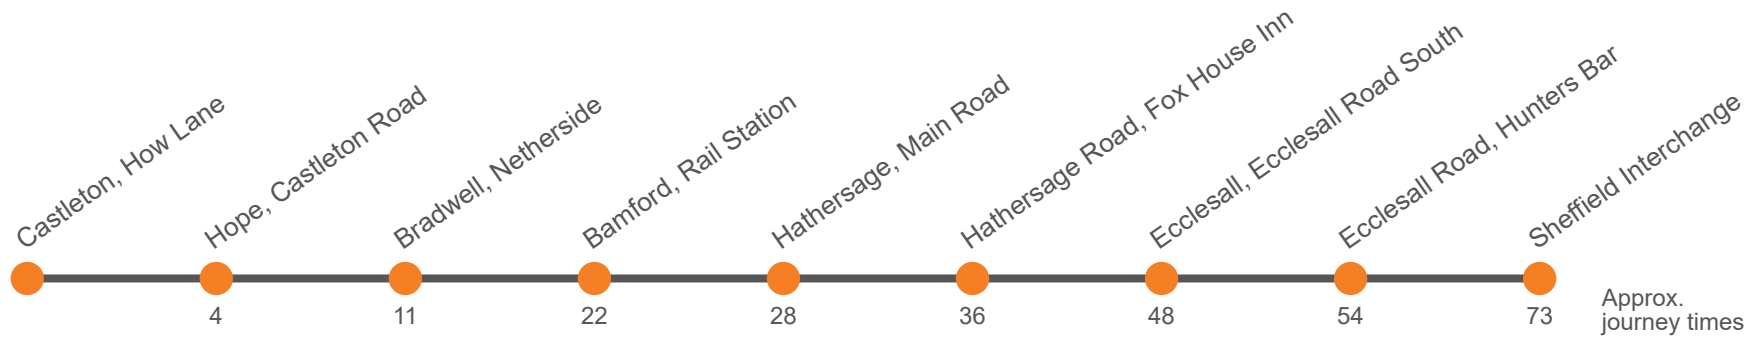 Castleton, How Lane
Hope, Castleton Road
Bradwell, Netherside
Bamford, Rail Station
Hathersage, Main Road
Hathersage Road, Fox House Inn
Ecclesall, Ecclesall Road South
Ecclesall Road, Hunters Bar
Sheffield Interchange
4
11
22
28
36
48
54
73
Approx.
journey times